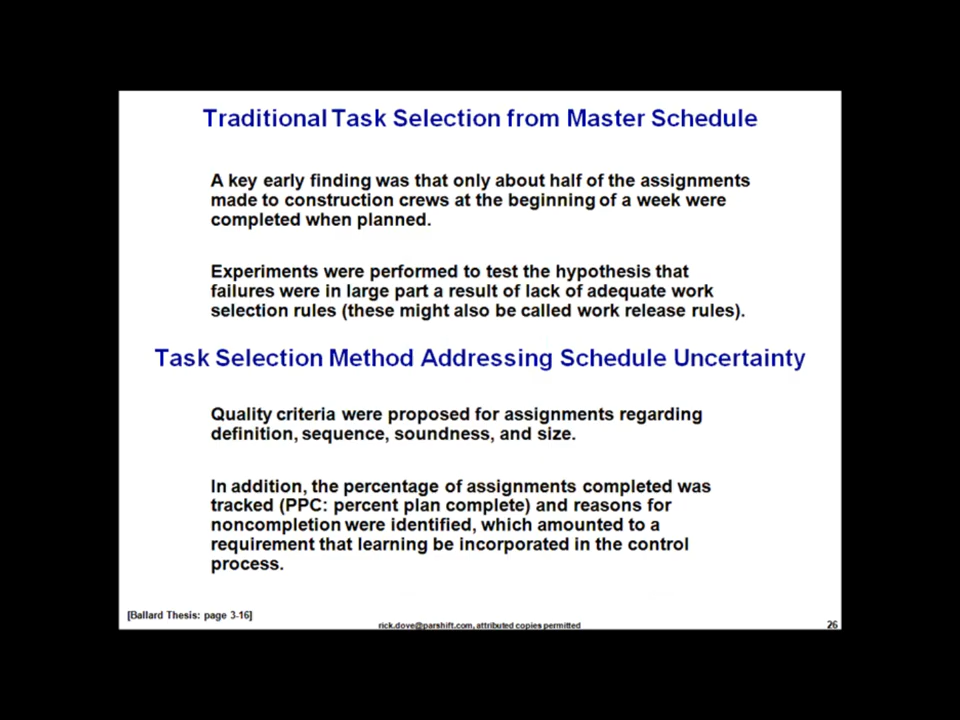 Traditional Task Selection from Master Schedule
A key early finding was that only about half of the assignments
made to construction crews at the beginning of a week were
completed when planned.
Experiments were performed to test the hypothesis that
failures were in large part a result of lack of adequate work
selection rules (these might also be called work release rules).
Task Selection Method Addressing Schedule Uncertainty
Quality criteria were proposed for assignments regarding
definition, sequence, soundness, and size.
In addition, the percentage of assignments completed was
tracked (PPC: percent plan complete) and reasons for
noncompletion were identified, which amounted to a
requirement that learning be incorporated in the control
process.
[Ballard Thesis: page 3-16]
rick.dove@parshift.com, attributed copies permitted
26